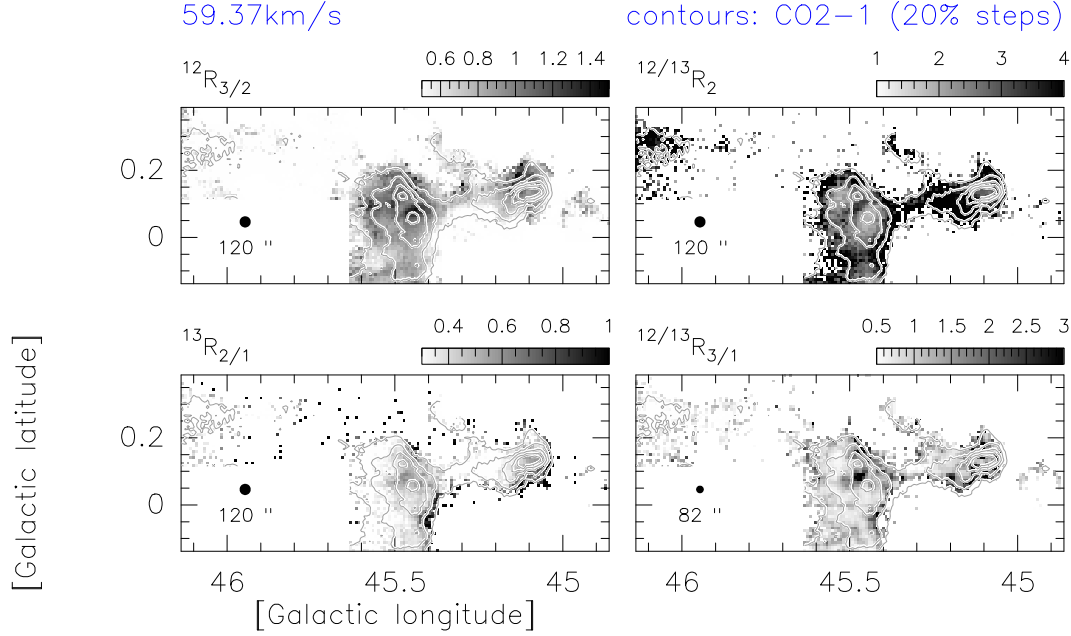 59.37km/s contours: CO2−1 (20% steps)
0.6 0.8 1 1.2 1.4 1 2 3 4
12R3/2 12/13R2
0.2
0
120 " 120 "
0.4 0.6 0.8 1 0.5 1 1.5 2 2.5 3
13R2/1 12/13R3/1
0.2
0
120 " 82 "
46 45.5 45 46 45.5 45
[Galactic longitude]
[Galactic latitude]